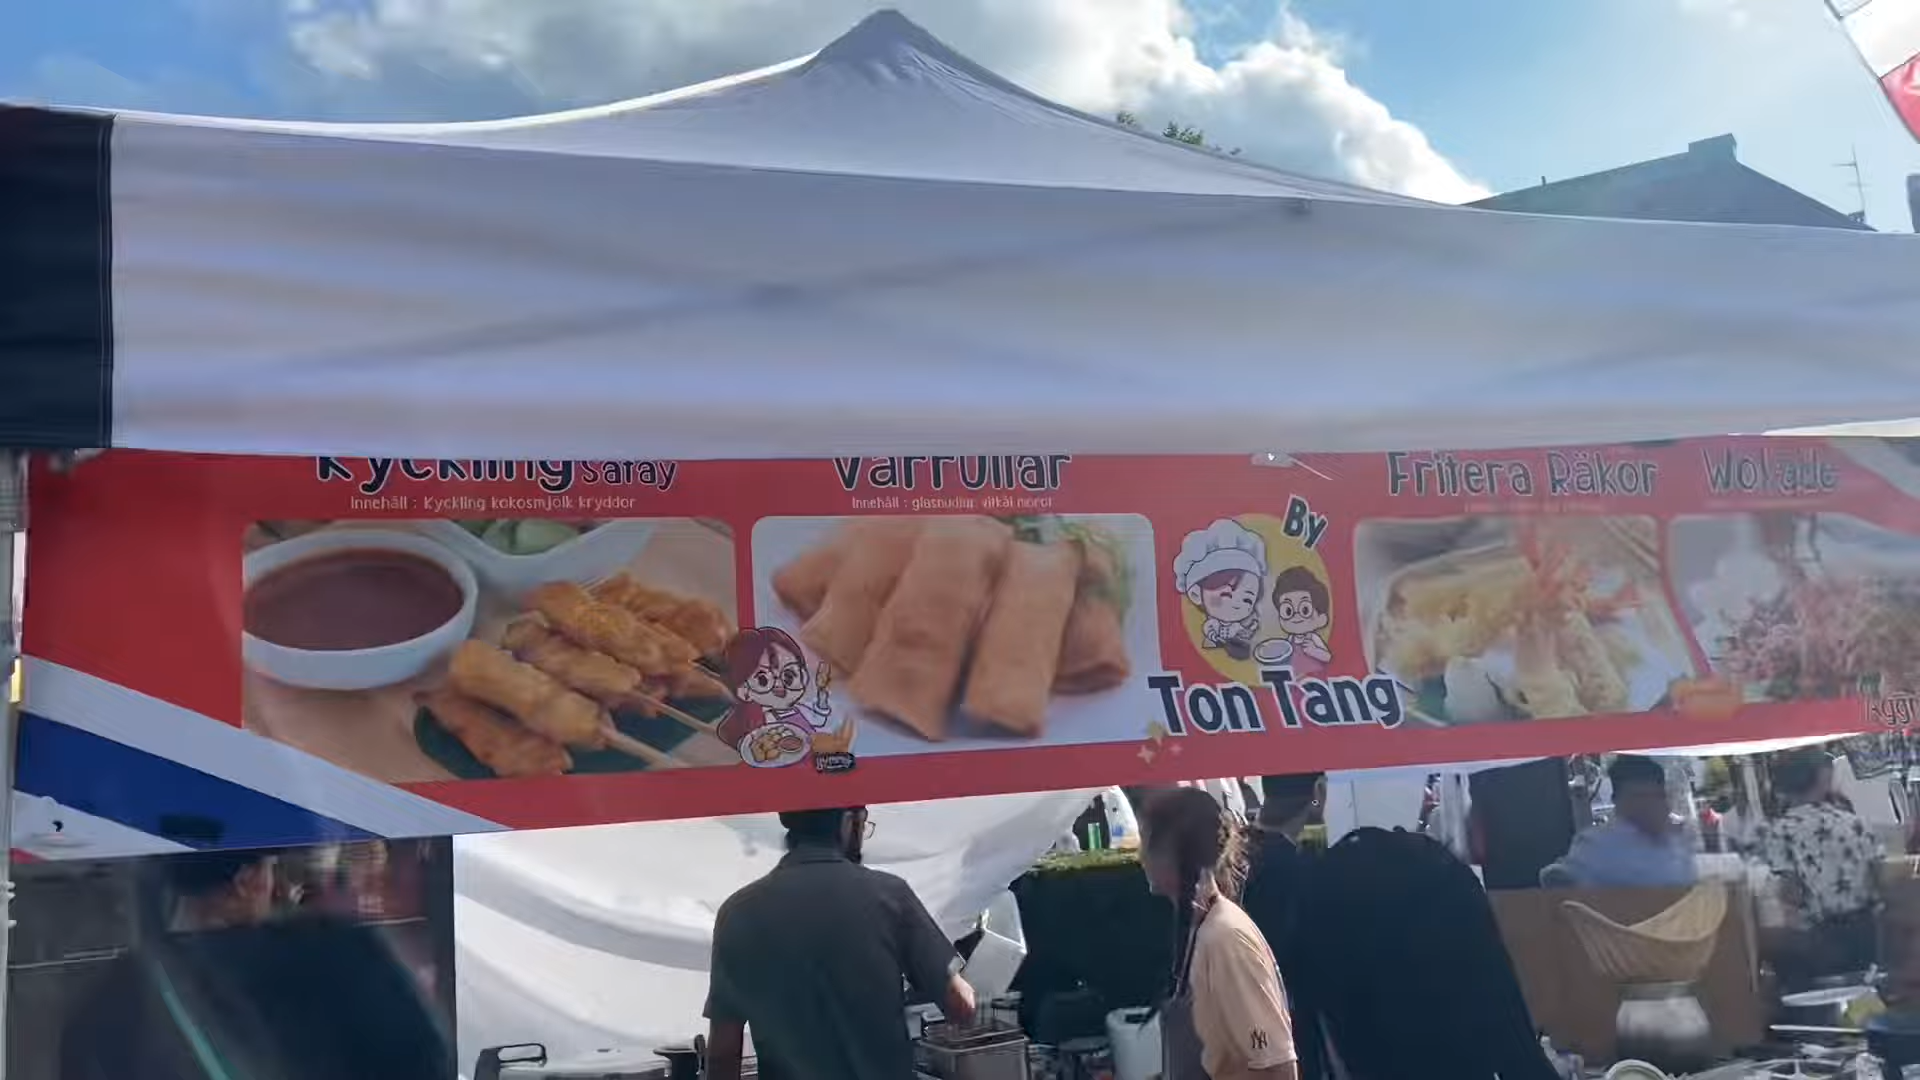 Kyckling Satay
Innehåll : Kyckling kokosmjölk kryddor
Vårrullar
Innehåll : glasnudlar vitkål morot
By
Ton Tang
Fritera Räkor